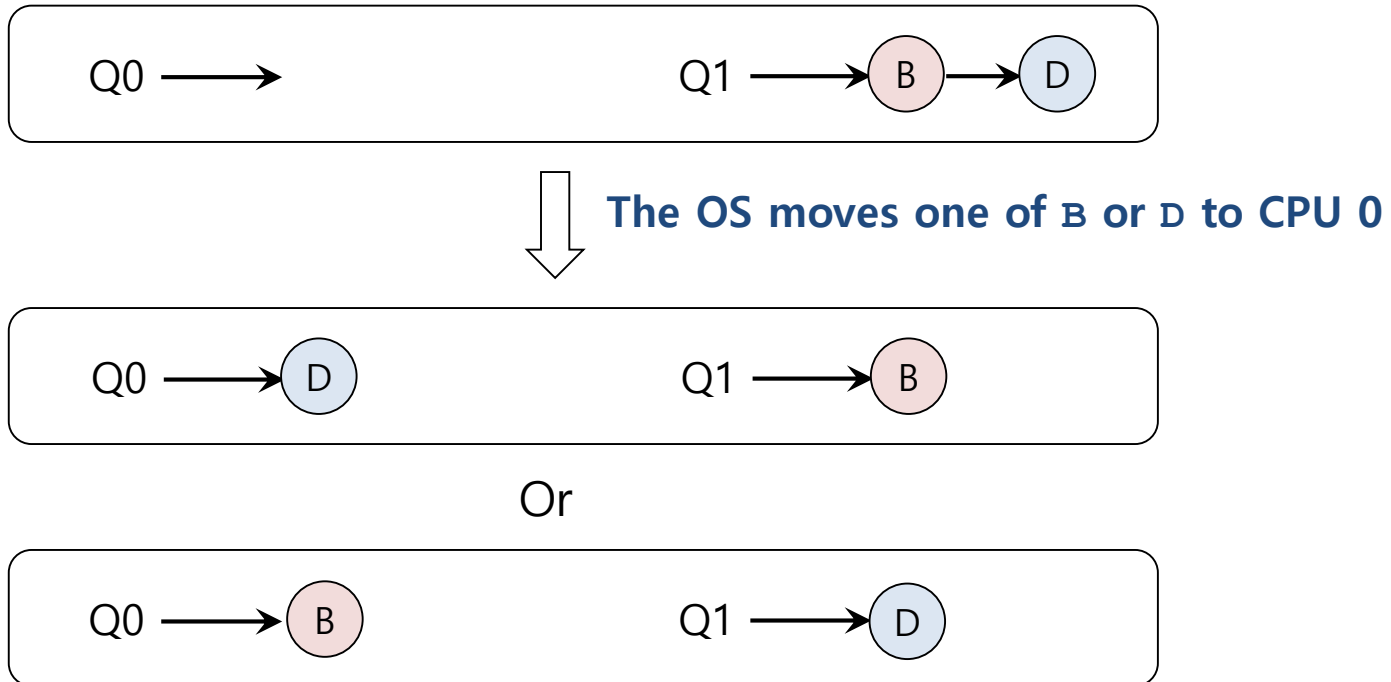 Q0 Q1 B D
The OS moves one of B or D to CPU 0
Q0 D Q1 B
Or
Q0 B Q1 D